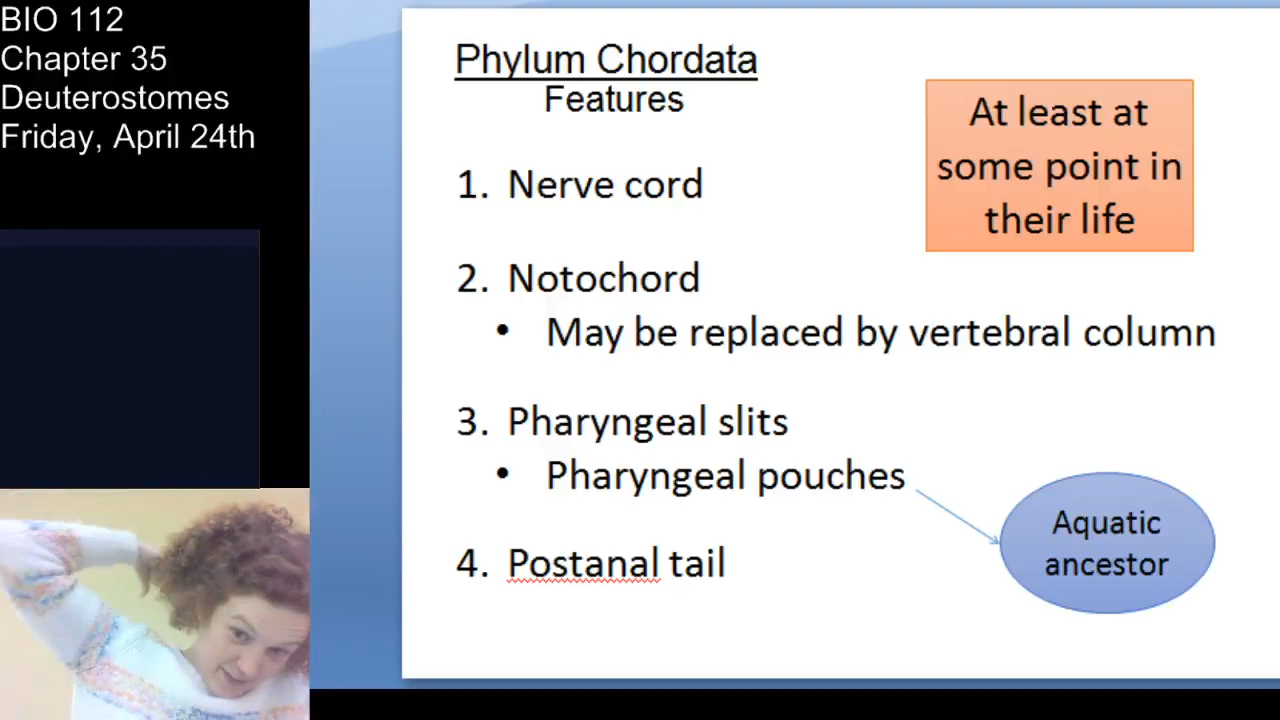 BIO 112
Chapter 35
Deuterostomes
Friday, April 24th
Phylum Chordata
Features
At least at
some point in
their life
1. Nerve cord
2. Notochord
• May be replaced by vertebral column
3. Pharyngeal slits
• Pharyngeal pouches
Aquatic
ancestor
4. Postanal tail